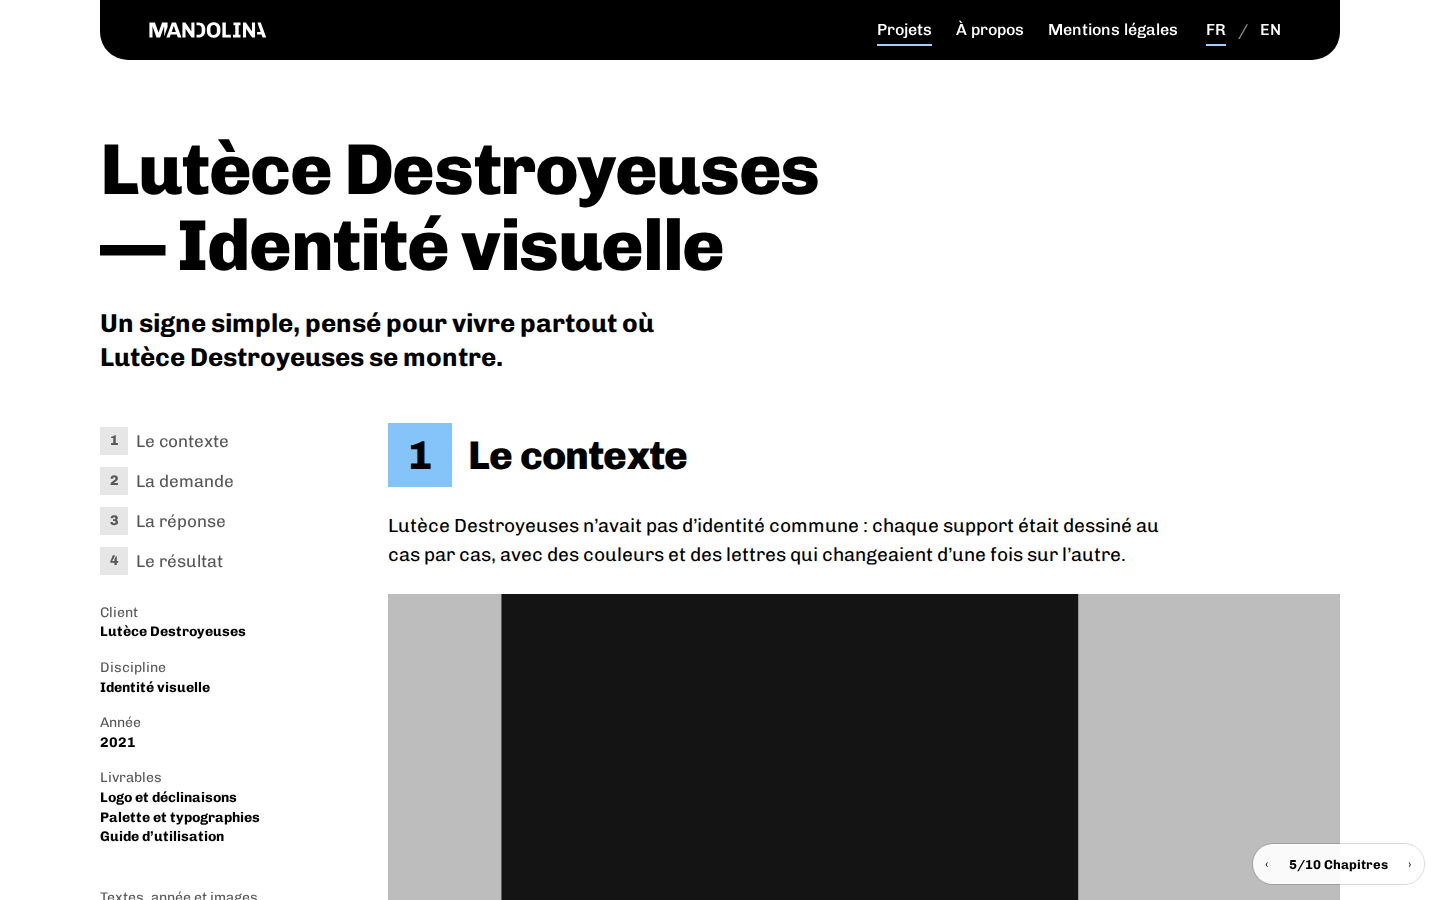 MANDOLINA
Projets
À propos
Mentions légales
FR / EN
Lutèce Destroyeuses
— Identité visuelle
Un signe simple, pensé pour vivre partout où
Lutèce Destroyeuses se montre.
1 Le contexte
2 La demande
3 La réponse
4 Le résultat
Client
Lutèce Destroyeuses
Discipline
Identité visuelle
Année
2021
Livrables
Logo et déclinaisons
Palette et typographies
Guide d’utilisation
Textes, année et images
1 Le contexte
Lutèce Destroyeuses n’avait pas d’identité commune : chaque support était dessiné au
cas par cas, avec des couleurs et des lettres qui changeaient d’une fois sur l’autre.
‹ 5/10 Chapitres ›